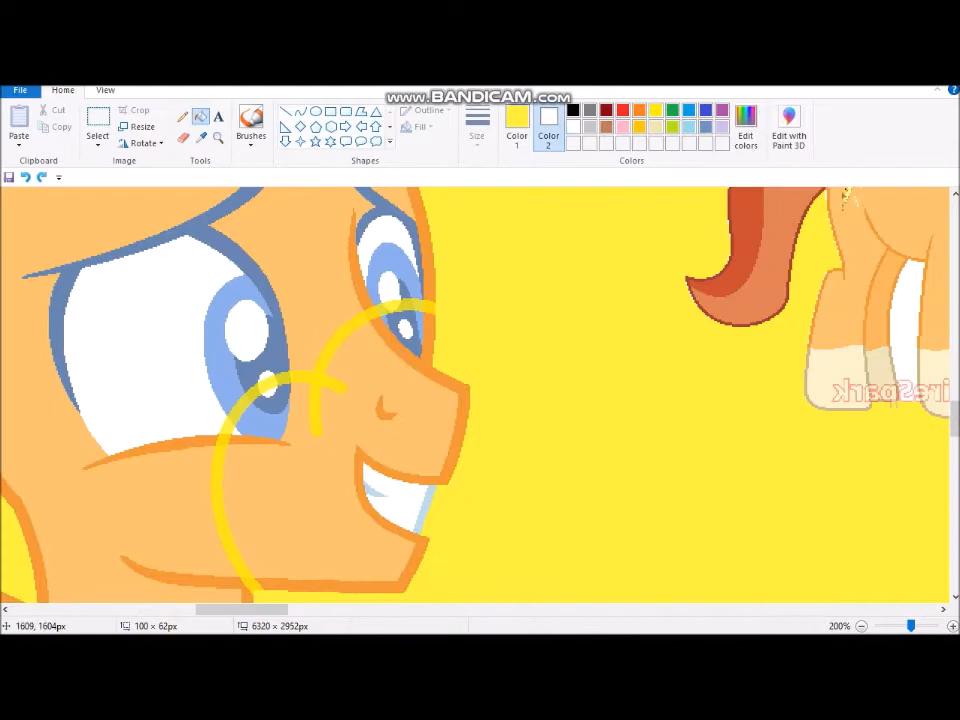 www.BANDICAM.com
File Home View
Cut
Copy
Paste
Clipboard
Crop
Resize
Rotate
Select
Image
Tools
A
Brushes
Outline
Fill
Shapes
Size
Color 1
Color 2
Edit colors
Colors
Edit with Paint 3D
1609, 1604px
100 × 62px
6320 × 2952px
200%